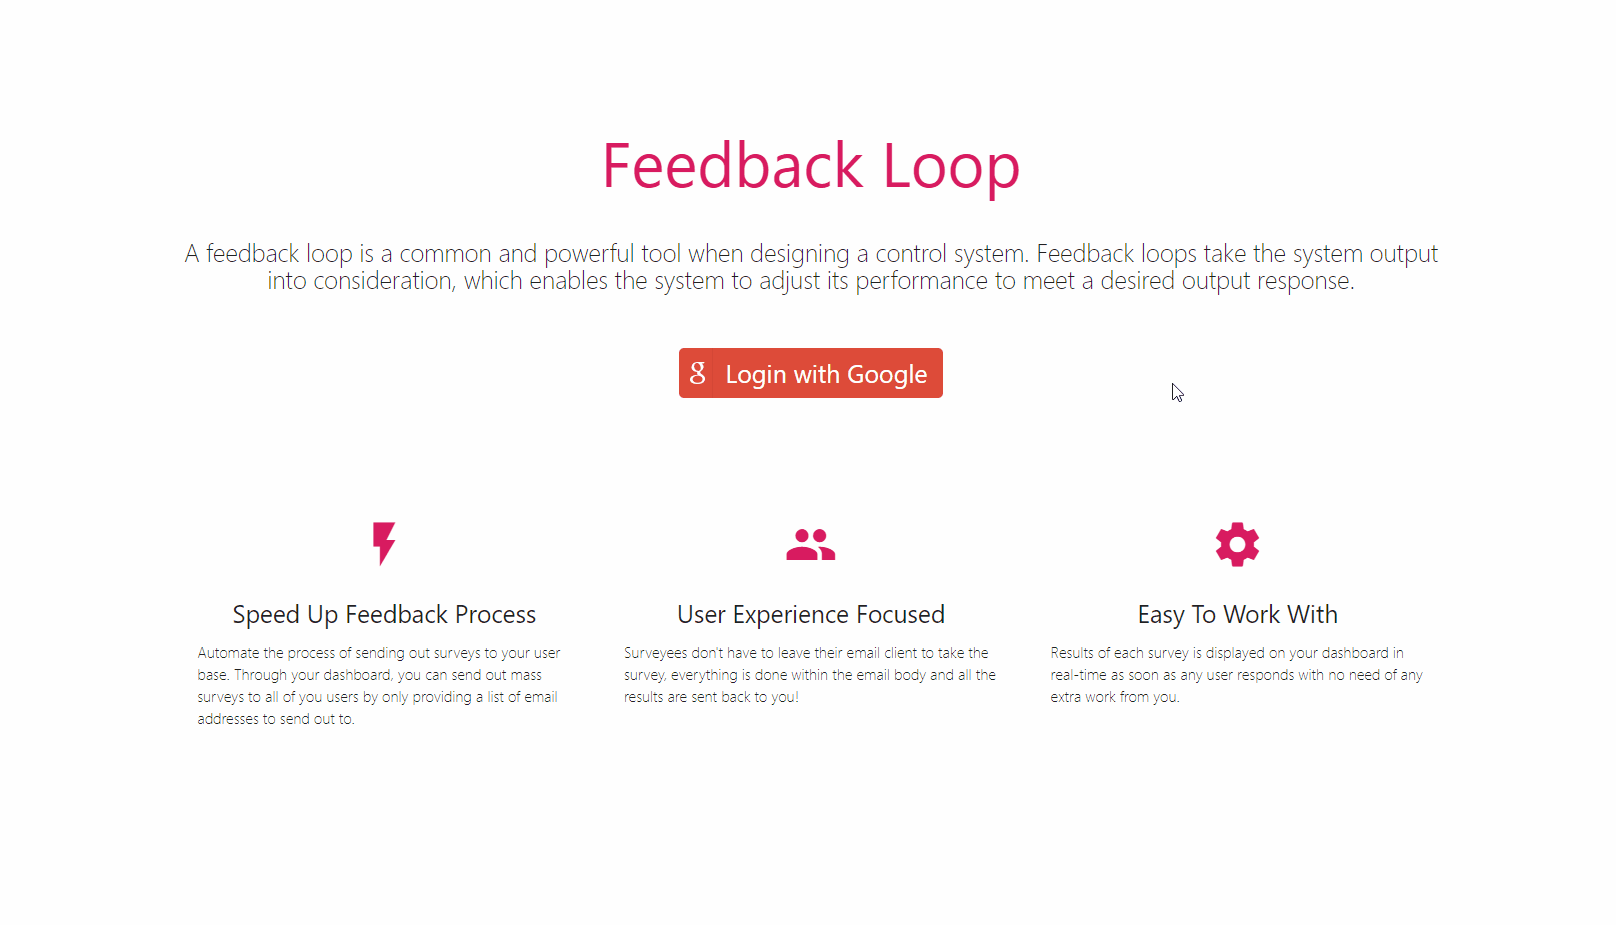 Feedback Loop
A feedback loop is a common and powerful tool when designing a control system. Feedback loops take the system output
into consideration, which enables the system to adjust its performance to meet a desired output response.
g Login with Google
Speed Up Feedback Process
Automate the process of sending out surveys to your user
base. Through your dashboard, you can send out mass
surveys to all of you users by only providing a list of email
addresses to send out to.
User Experience Focused
Surveyees don't have to leave their email client to take the
survey, everything is done within the email body and all the
results are sent back to you!
Easy To Work With
Results of each survey is displayed on your dashboard in
real-time as soon as any user responds with no need of any
extra work from you.